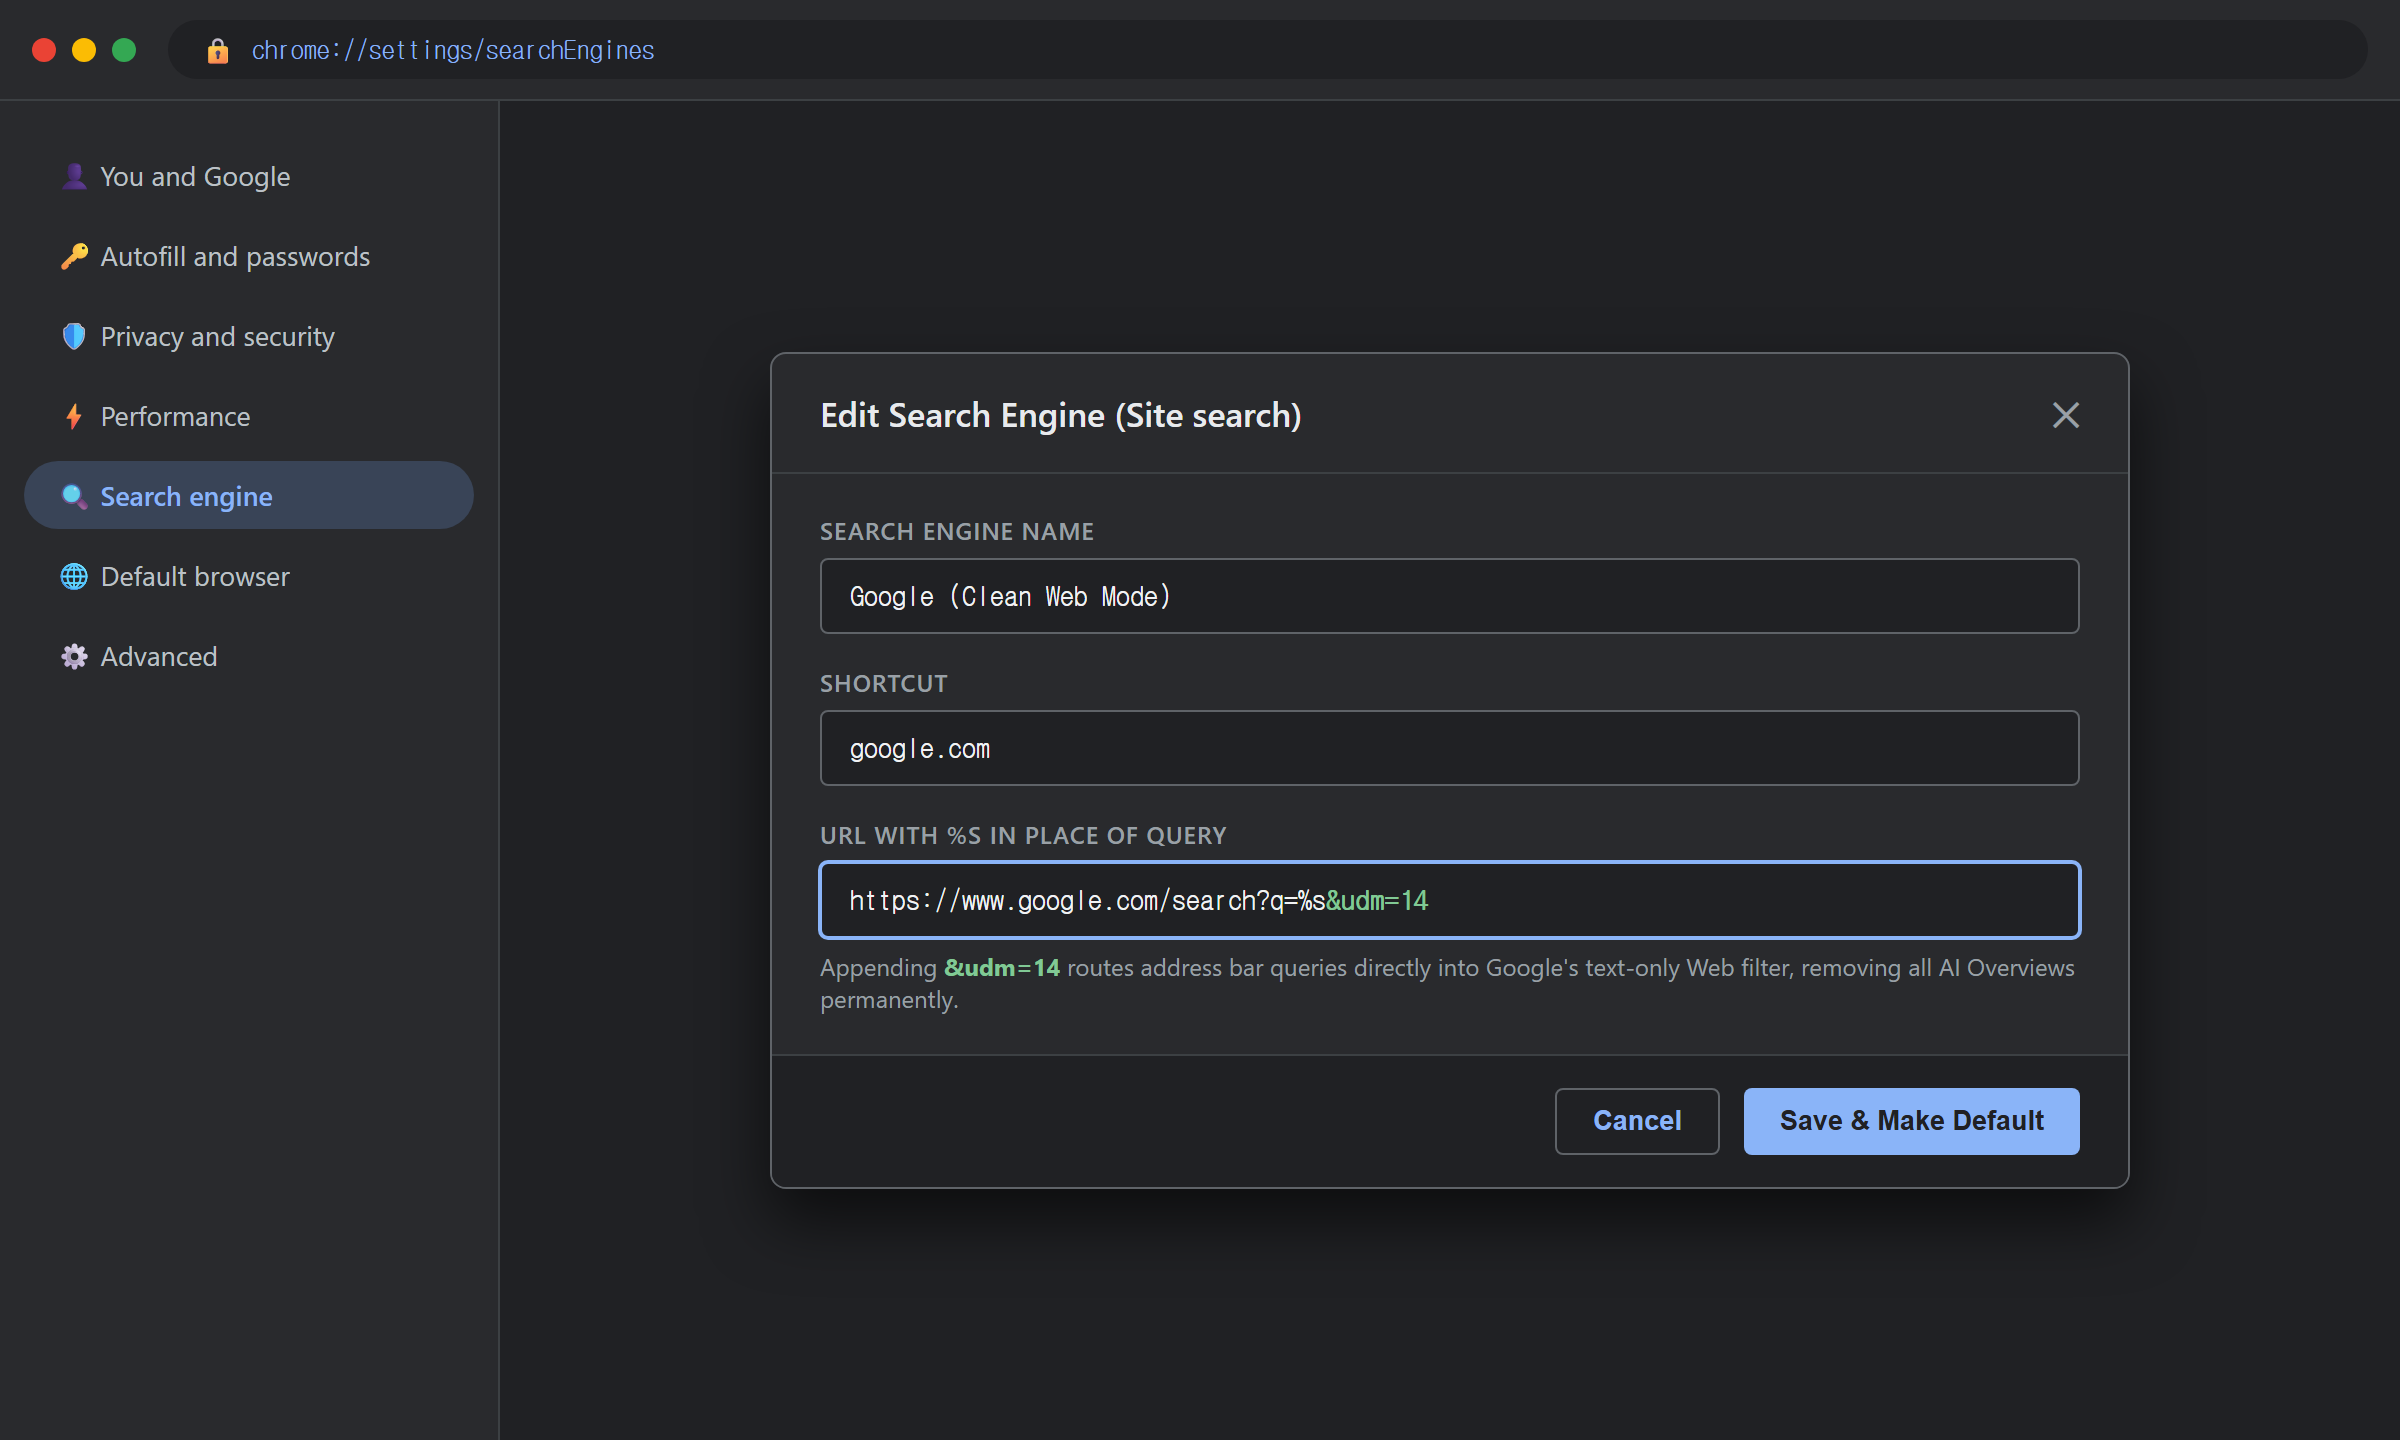 chrome://settings/searchEngines
You and Google
Autofill and passwords
Privacy and security
Performance
Search engine
Default browser
Advanced
Edit Search Engine (Site search)
SEARCH ENGINE NAME
Google (Clean Web Mode)
SHORTCUT
google.com
URL WITH %S IN PLACE OF QUERY
https://www.google.com/search?q=%s&udm=14
Appending &udm=14 routes address bar queries directly into Google's text-only Web filter, removing all AI Overviews
permanently.
Cancel
Save & Make Default